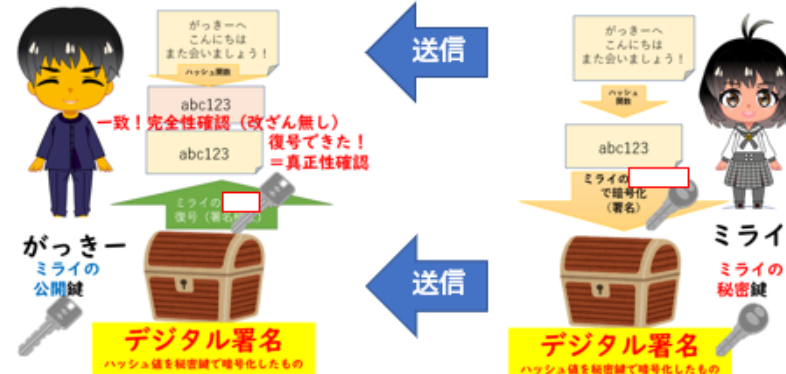 がっきーへ
こんにちは
また会いましょう！
ハッシュ関数
abc123
一致！完全性確認（改ざん無し）
復号できた！
＝真正性確認
abc123
ミライの
復号（署名
がっきー
ミライの
公開鍵
デジタル署名
ハッシュ値を秘密鍵で暗号化したもの
送信
送信
がっきーへ
こんにちは
また会いましょう！
ハッシュ
関数
abc123
ミライの
で暗号化
（署名）
ミライ
ミライの
秘密鍵
デジタル署名
ハッシュ値を秘密鍵で暗号化したもの